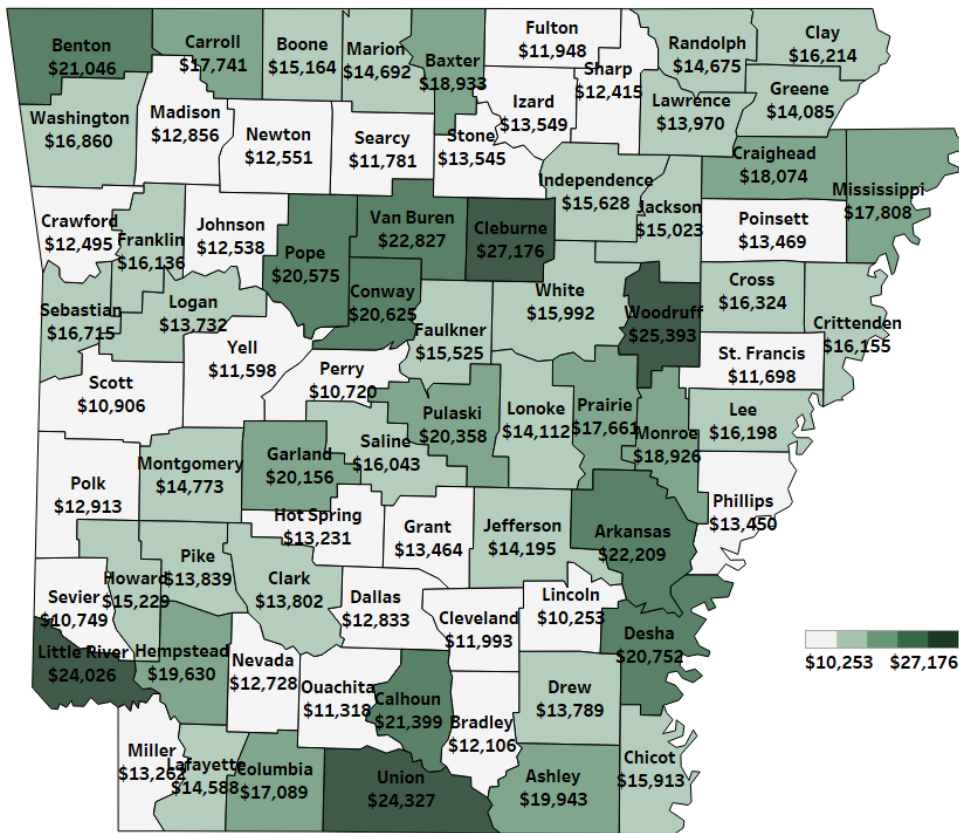 Benton
$21,046
Carroll
$17,741
Boone
$15,164
Marion
$14,692
Baxter
$18,933
Fulton
$11,948
Sharp
$12,415
Randolph
$14,675
Clay
$16,214
Washington
$16,860
Madison
$12,856
Newton
$12,551
Searcy
$11,781
Stone
$13,545
Izard
$13,549
Lawrence
$13,970
Greene
$14,085
Craighead
$18,074
Mississippi
$17,808
Independence
$15,628
Jackson
$15,023
Poinsett
$13,469
Crawford
$12,495
Franklin
$16,136
Johnson
$12,538
Pope
$20,575
Van Buren
$22,827
Cleburne
$27,176
Conway
$20,625
Sebastian
$16,715
Logan
$13,732
Faulkner
$15,525
White
$15,992
Woodruff
$25,393
Cross
$16,324
Crittenden
$16,155
St. Francis
$11,698
Yell
$11,598
Scott
$10,906
Perry
$10,720
Pulaski
$20,358
Lonoke
$14,112
Prairie
$17,661
Monroe
$18,926
Lee
$16,198
Phillips
$13,450
Polk
$12,913
Montgomery
$14,773
Garland
$20,156
Saline
$16,043
Hot Spring
$13,231
Grant
$13,464
Jefferson
$14,195
Arkansas
$22,209
Howard
$15,229
Pike
$13,839
Clark
$13,802
Sevier
$10,749
Dallas
$12,833
Cleveland
$11,993
Lincoln
$10,253
Desha
$20,752
Little River
$24,026
Hempstead
$19,630
Nevada
$12,728
Ouachita
$11,318
Calhoun
$21,399
Bradley
$12,106
Drew
$13,789
Miller
$13,262
Lafayette
$14,588
Columbia
$17,089
Union
$24,327
Ashley
$19,943
Chicot
$15,913
$10,253 $27,176